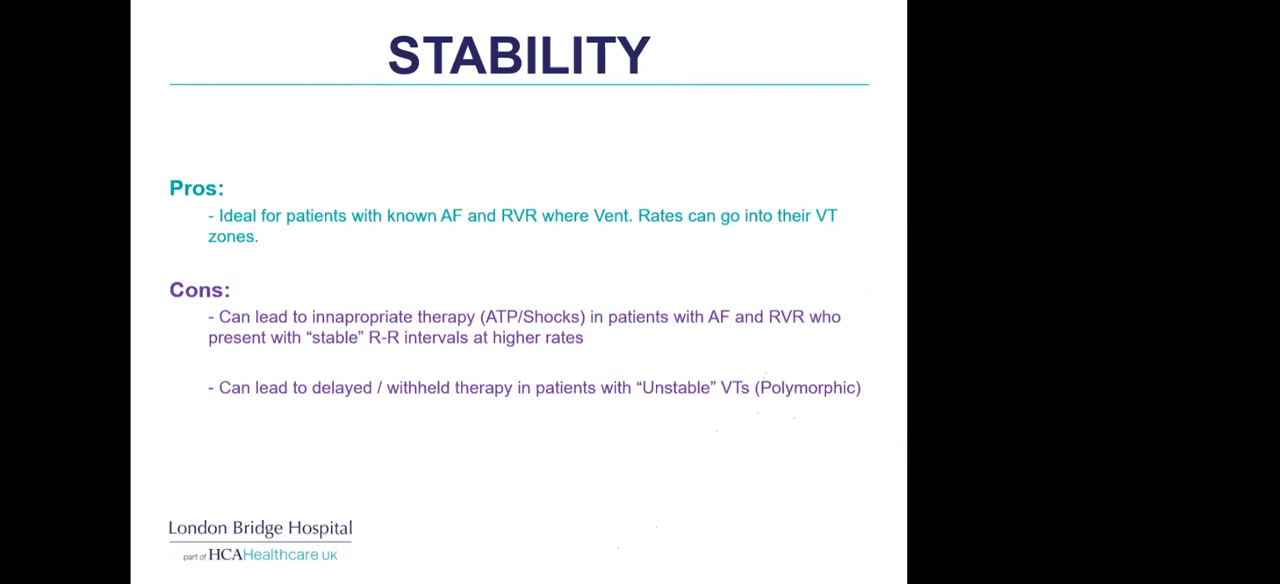 STABILITY
Pros:
- Ideal for patients with known AF and RVR where Vent. Rates can go into their VT
zones.
Cons:
- Can lead to innapropriate therapy (ATP/Shocks) in patients with AF and RVR who
present with “stable” R-R intervals at higher rates
- Can lead to delayed / withheld therapy in patients with “Unstable” VTs (Polymorphic)
London Bridge Hospital
part of HCAHealthcare UK